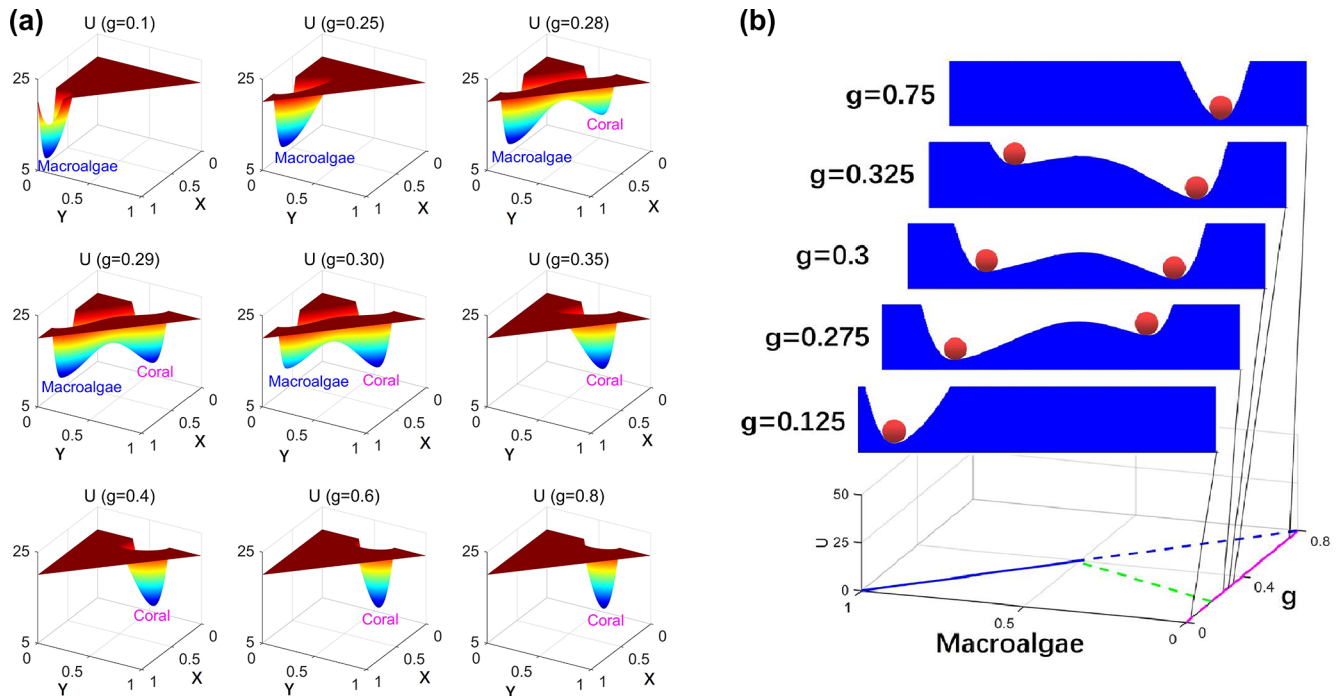 (a)
U (g=0.1)
25
5
0
0.5
1
Y
1
0.5
0
X
Macroalgae
U (g=0.25)
25
5
0
0.5
1
Y
1
0.5
0
X
Macroalgae
U (g=0.28)
25
5
0
0.5
1
Y
1
0.5
0
X
Macroalgae
Coral
U (g=0.29)
25
5
0
0.5
1
Y
1
0.5
0
X
Macroalgae
Coral
U (g=0.30)
25
5
0
0.5
1
Y
1
0.5
0
X
Macroalgae
Coral
U (g=0.35)
25
5
0
0.5
1
Y
1
0.5
0
X
Coral
U (g=0.4)
25
5
0
0.5
1
Y
1
0.5
0
X
Coral
U (g=0.6)
25
5
0
0.5
1
Y
1
0.5
0
X
Coral
U (g=0.8)
25
5
0
0.5
1
Y
1
0.5
0
X
Coral
(b)
g=0.75
g=0.325
g=0.3
g=0.275
g=0.125
50
25
0
U
1
0.5
0
Macroalgae
0
0.4
0.8
g